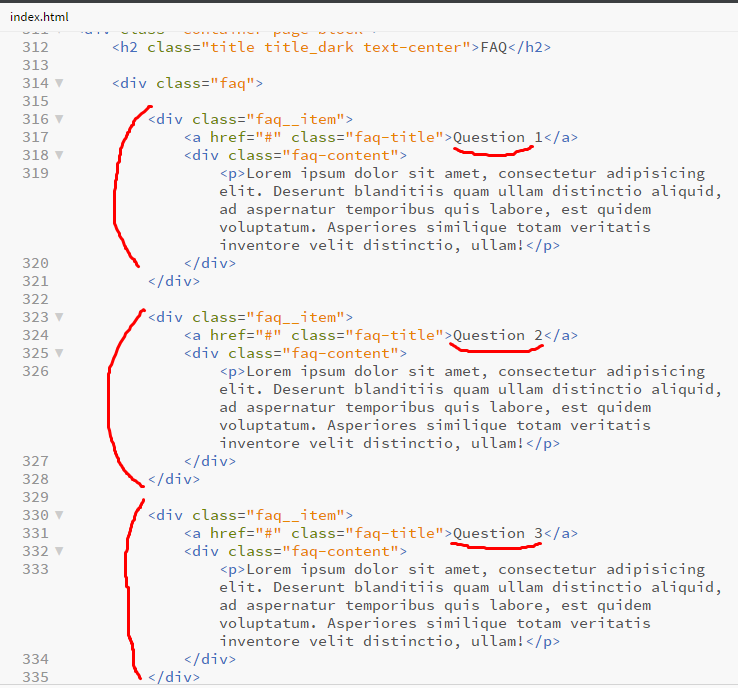 index.html
312 <h2 class="title title_dark text-center">FAQ</h2>
313
314 <div class="faq">
315
316 <div class="faq__item">
317 <a href="#" class="faq-title">Question 1</a>
318 <div class="faq-content">
319 <p>Lorem ipsum dolor sit amet, consectetur adipisicing
elit. Deserunt blanditiis quam ullam distinctio aliquid,
ad aspernatur temporibus quis labore, est quidem
voluptatum. Asperiores similique totam veritatis
inventore velit distinctio, ullam!</p>
320 </div>
321 </div>
322
323 <div class="faq__item">
324 <a href="#" class="faq-title">Question 2</a>
325 <div class="faq-content">
326 <p>Lorem ipsum dolor sit amet, consectetur adipisicing
elit. Deserunt blanditiis quam ullam distinctio aliquid,
ad aspernatur temporibus quis labore, est quidem
voluptatum. Asperiores similique totam veritatis
inventore velit distinctio, ullam!</p>
327 </div>
328 </div>
329
330 <div class="faq__item">
331 <a href="#" class="faq-title">Question 3</a>
332 <div class="faq-content">
333 <p>Lorem ipsum dolor sit amet, consectetur adipisicing
elit. Deserunt blanditiis quam ullam distinctio aliquid,
ad aspernatur temporibus quis labore, est quidem
voluptatum. Asperiores similique totam veritatis
inventore velit distinctio, ullam!</p>
334 </div>
335 </div>